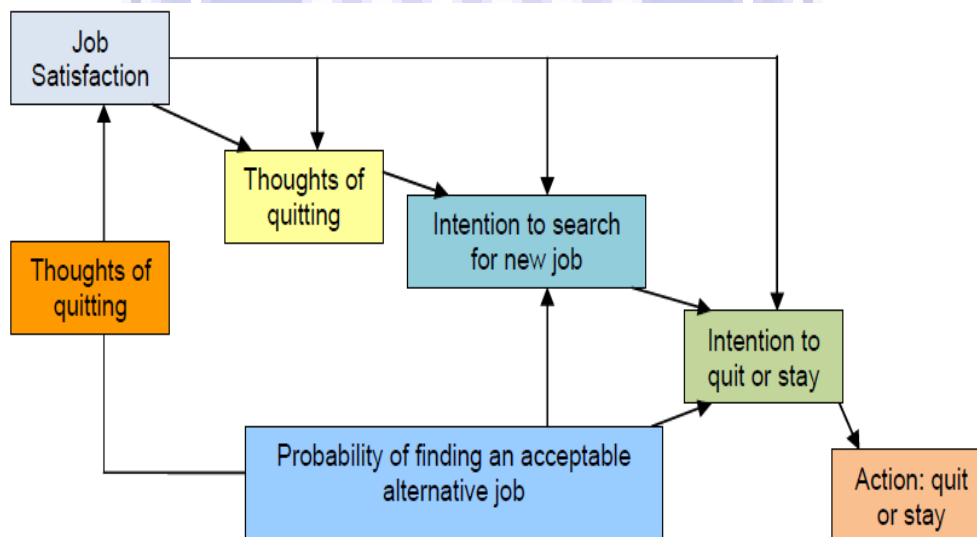 Job
Satisfaction
Thoughts of
quitting
Intention to search
for new job
Thoughts of
quitting
Intention to
quit or stay
Probability of finding an acceptable
alternative job
Action: quit
or stay